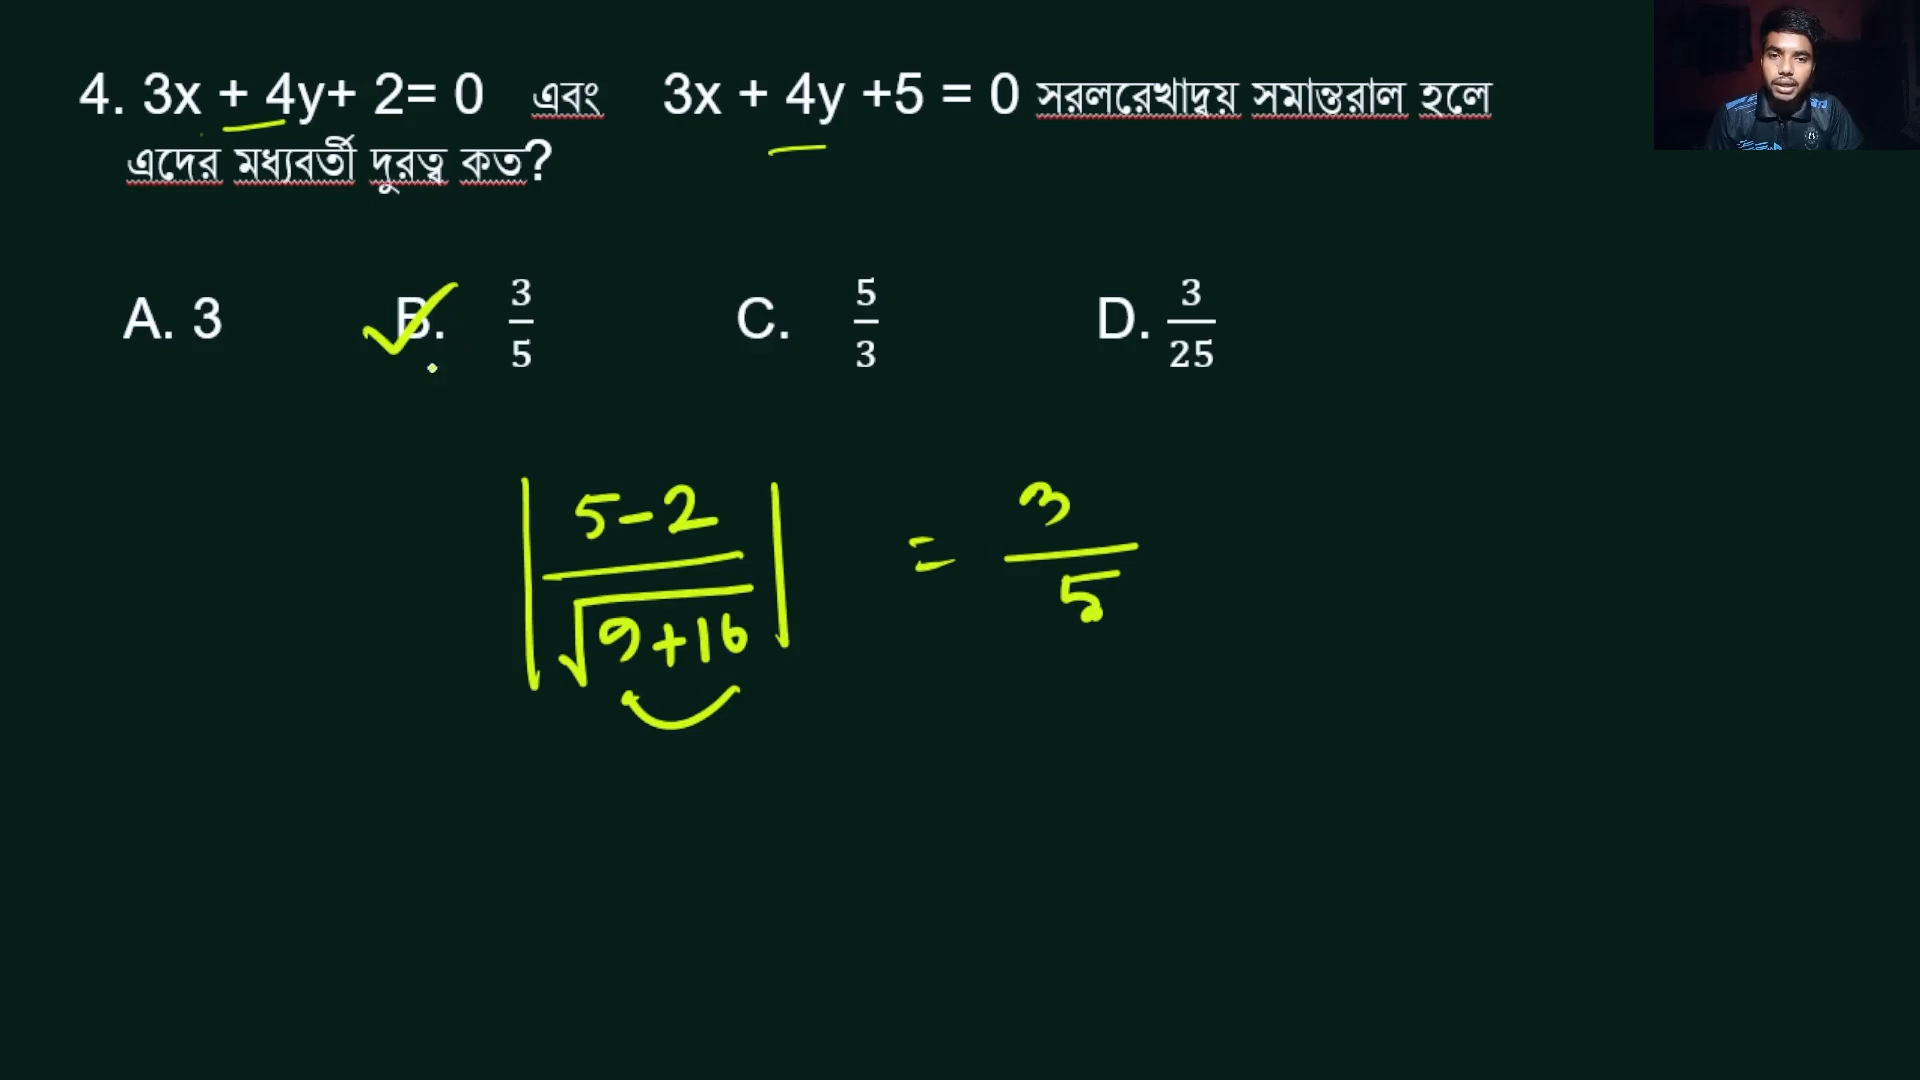 4. 3x + 4y+ 2= 0 এবং 3x + 4y +5 = 0 সরলরেখাদ্বয় সমান্তরাল হলে
এদের মধ্যবর্তী দুরত্ব কত?
A. 3 B. 3/5 C. 5/3 D. 3/25
|5-2/√9+16| = 3/5